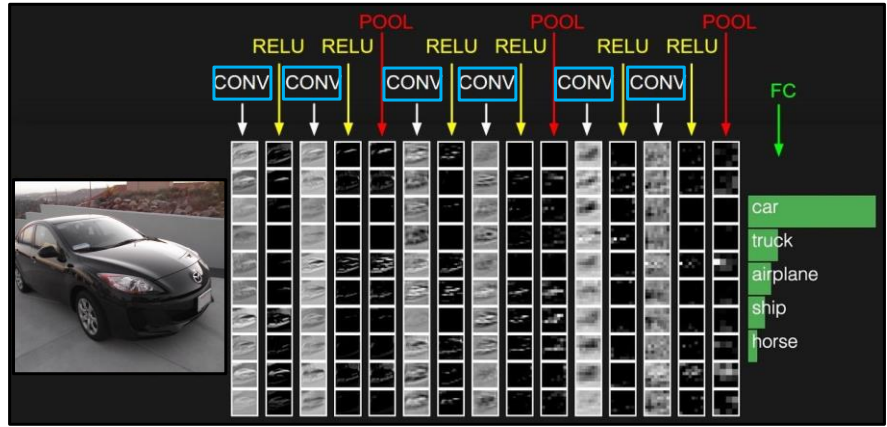 POOL POOL POOL
RELU RELU RELU RELU RELU RELU
CONV CONV CONV CONV CONV CONV
FC
car
truck
airplane
ship
horse